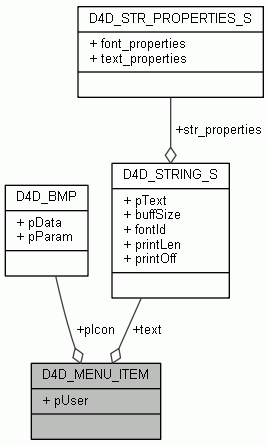 D4D_STR_PROPERTIES_S
+ font_properties
+ text_properties
+str_properties
D4D_STRING_S
+ pText
+ buffSize
+ fontId
+ printLen
+ printOff
D4D_BMP
+ pData
+ pParam
+pIcon
+text
D4D_MENU_ITEM
+ pUser